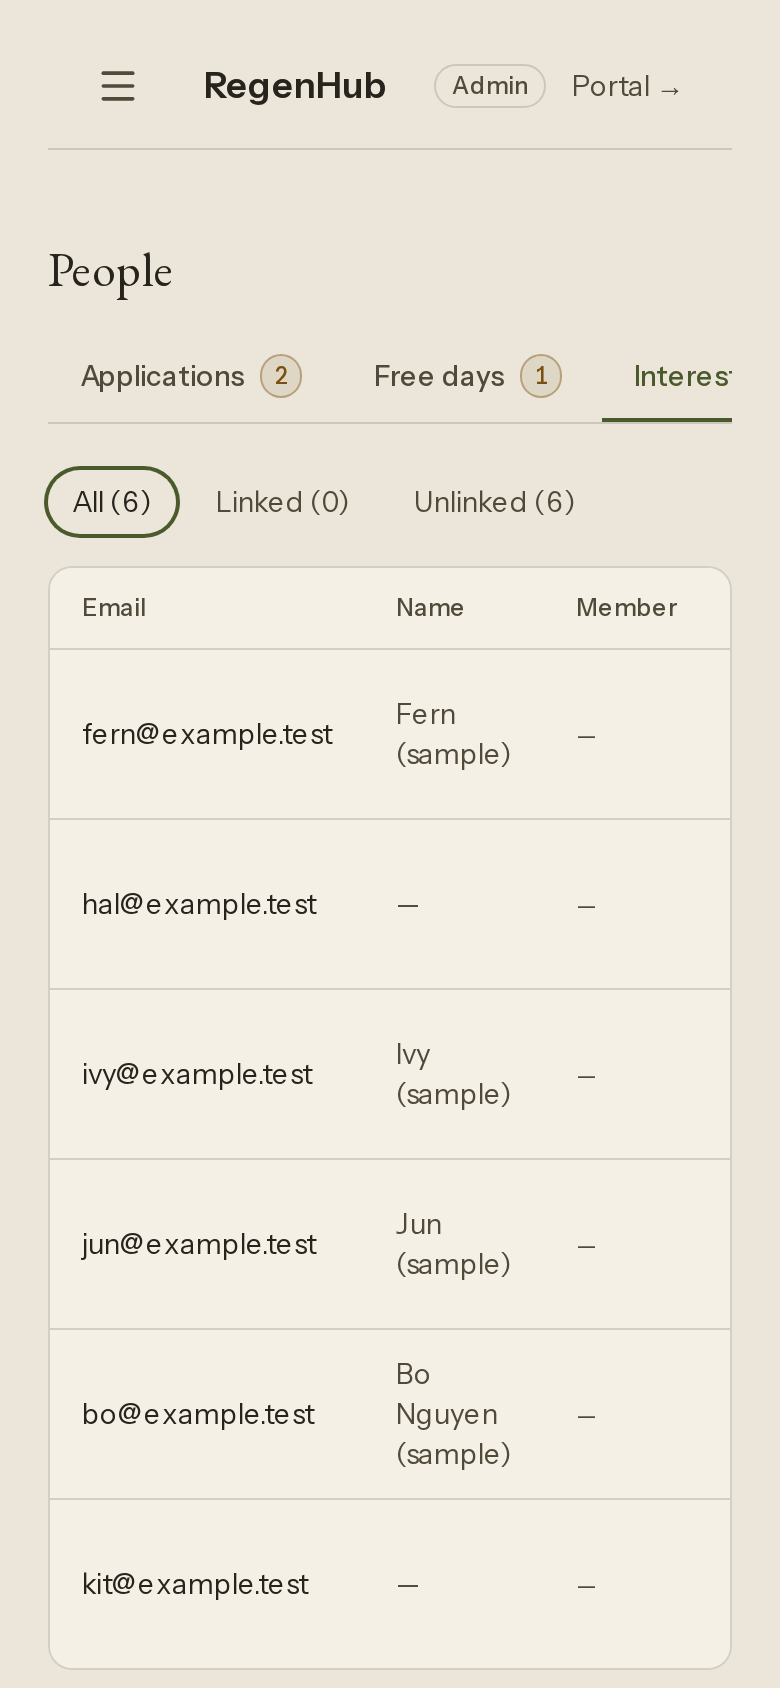 RegenHub Admin Portal →
People
Applications 2 Free days 1 Interest
All (6) Linked (0) Unlinked (6)
Email Name Member
fern@example.test Fern (sample) —
hal@example.test — —
ivy@example.test Ivy (sample) —
jun@example.test Jun (sample) —
bo@example.test Bo Nguyen (sample) —
kit@example.test — —